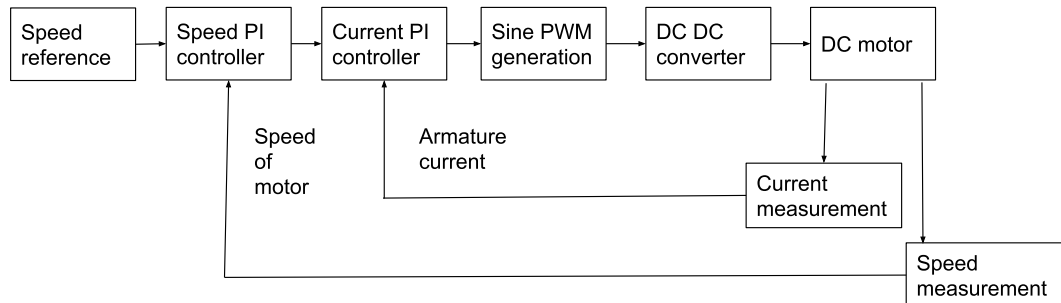 Speed
reference
Speed PI
controller
Current PI
controller
Sine PWM
generation
DC DC
converter
DC motor
Speed
of
motor
Armature
current
Current
measurement
Speed
measurement